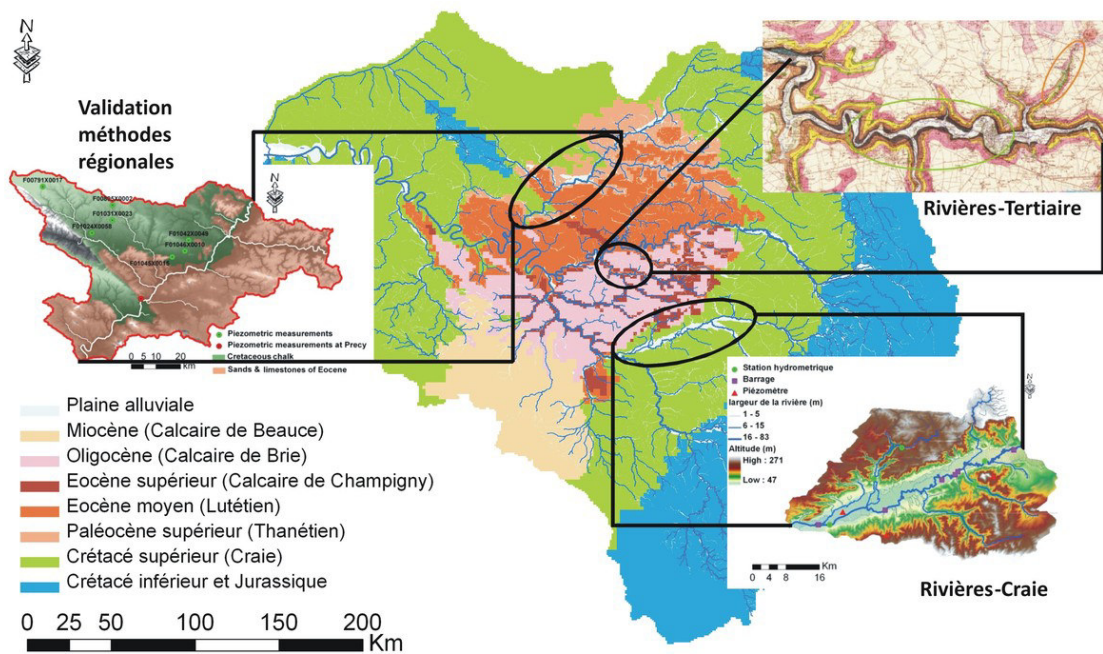 N
Validation
méthodes
régionales
F00791X0017
F01031X0023
F01042X0049
F01046X0010
N
Piezometric measurements
Piezometric measurements at Precy
Cretaceous chalk
Sands & limestones of Eocene
0 5 10 20
km
Rivières-Tertiaire
Station hydrometrique
Barrage
Piézomètre
largeur de la rivière (m)
1 - 5
6 - 15
16 - 83
Altitude (m)
High : 271
Low : 47
Km
0 2 4 8 16
Rivières-Craie
Plaine alluviale
Miocène (Calcaire de Beauce)
Oligocène (Calcaire de Brie)
Eocène supérieur (Calcaire de Champigny)
Eocène moyen (Lutétien)
Paléocène supérieur (Thanétien)
Crétacé supérieur (Craie)
Crétacé inférieur et Jurassique
0 25 50 100 150 200
Km